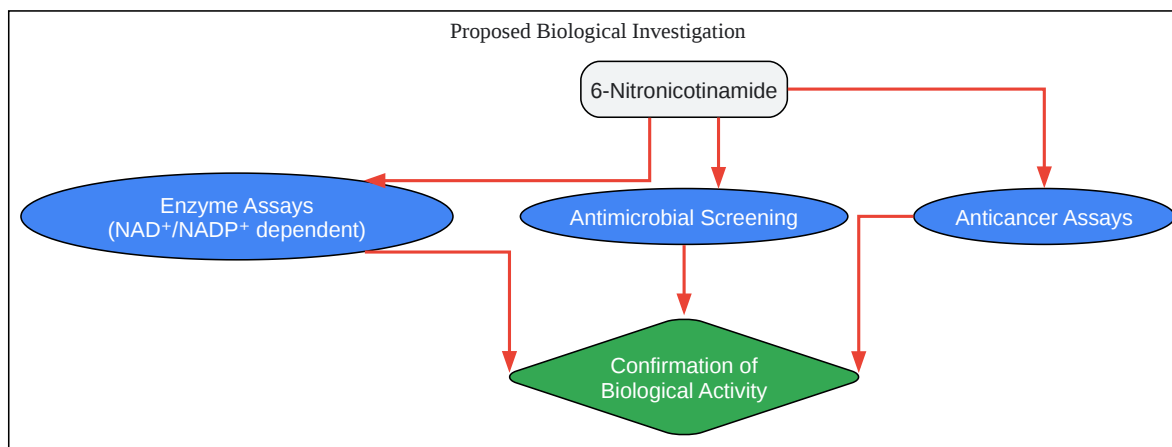 Proposed Biological Investigation
6-Nitronicotinamide
Enzyme Assays
(NAD⁺/NADP⁺ dependent)
Antimicrobial Screening
Anticancer Assays
Confirmation of
Biological Activity